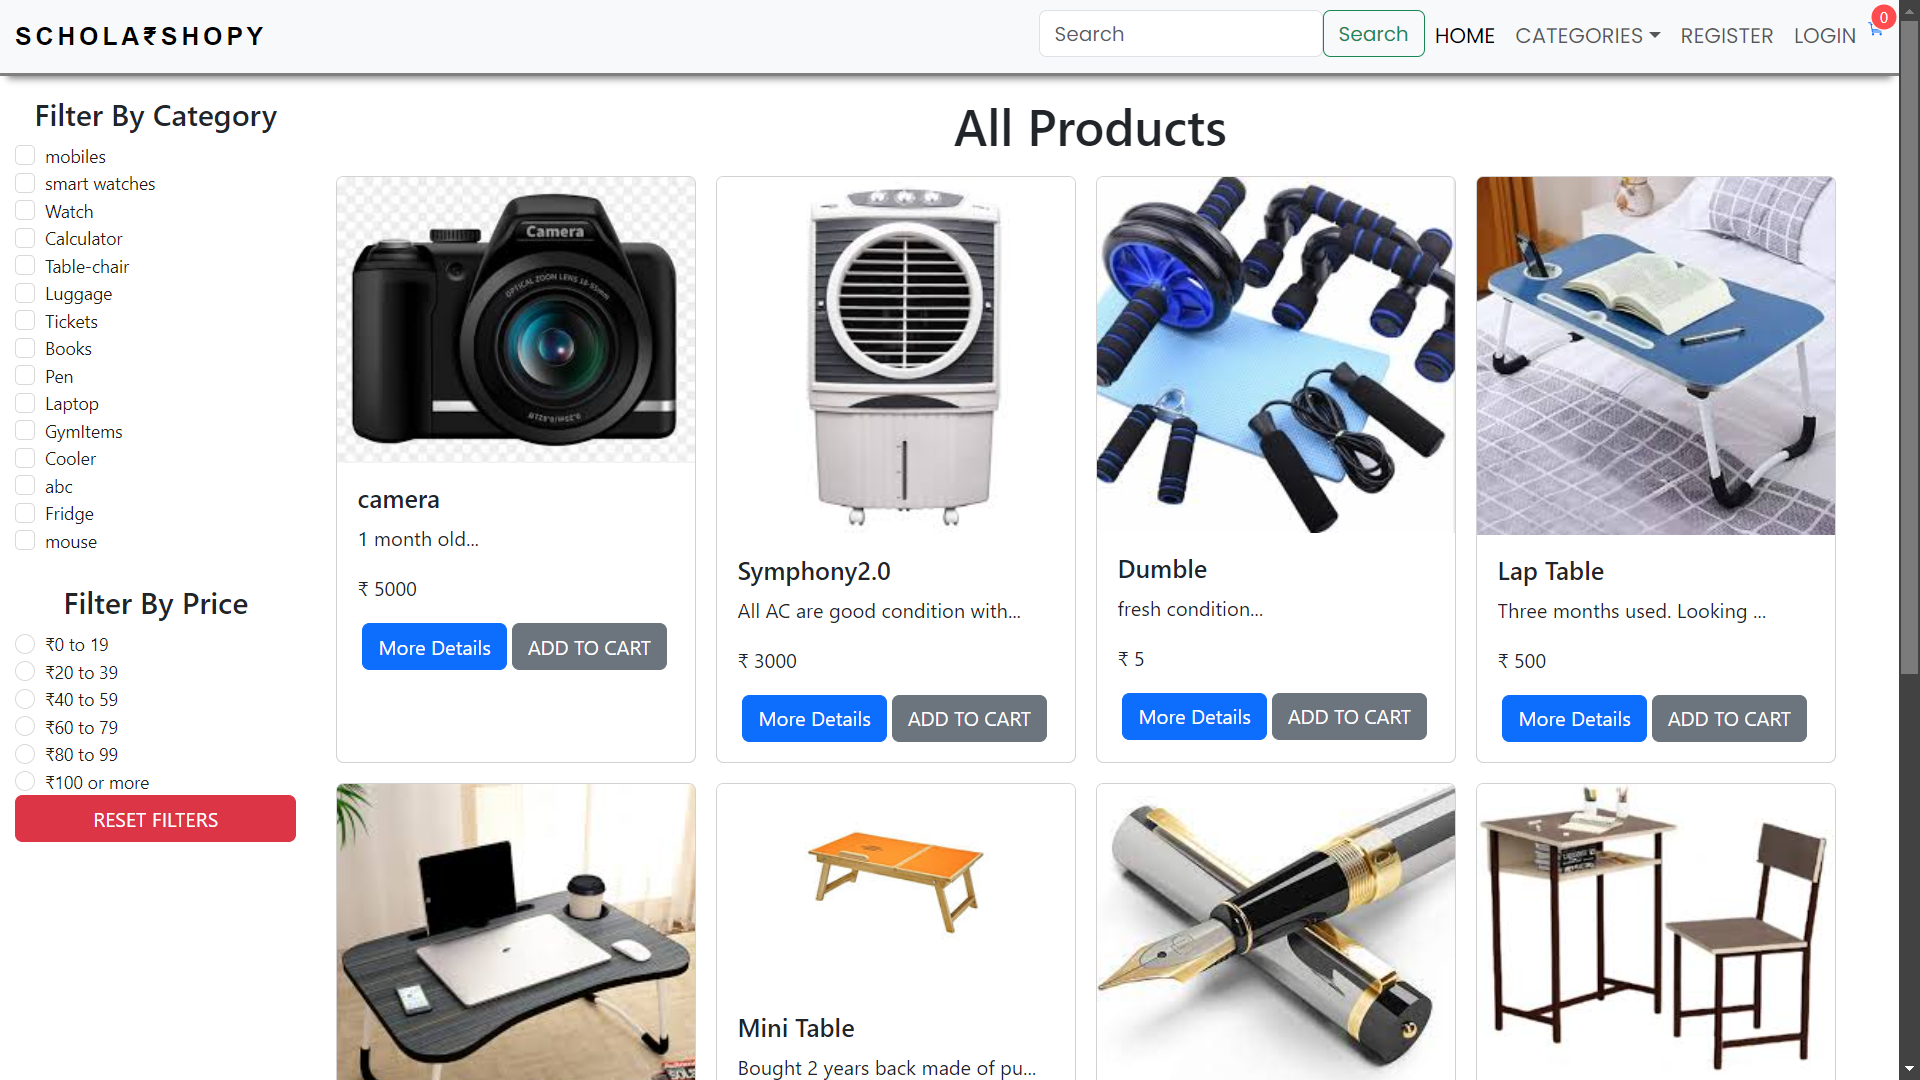 SCHOLA₹SHOPY
Search
Search
HOME
CATEGORIES
REGISTER
LOGIN
0
Filter By Category
mobiles
smart watches
Watch
Calculator
Table-chair
Luggage
Tickets
Books
Pen
Laptop
GymItems
Cooler
abc
Fridge
mouse
Filter By Price
₹0 to 19
₹20 to 39
₹40 to 59
₹60 to 79
₹80 to 99
₹100 or more
RESET FILTERS
All Products
Camera
OPTICAL ZOOM LENS 18-55mm
camera
1 month old...
₹ 5000
More Details
ADD TO CART
Symphony2.0
All AC are good condition with...
₹ 3000
More Details
ADD TO CART
Dumble
fresh condition...
₹ 5
More Details
ADD TO CART
Lap Table
Three months used. Looking ...
₹ 500
More Details
ADD TO CART
Mini Table
Bought 2 years back made of pu...